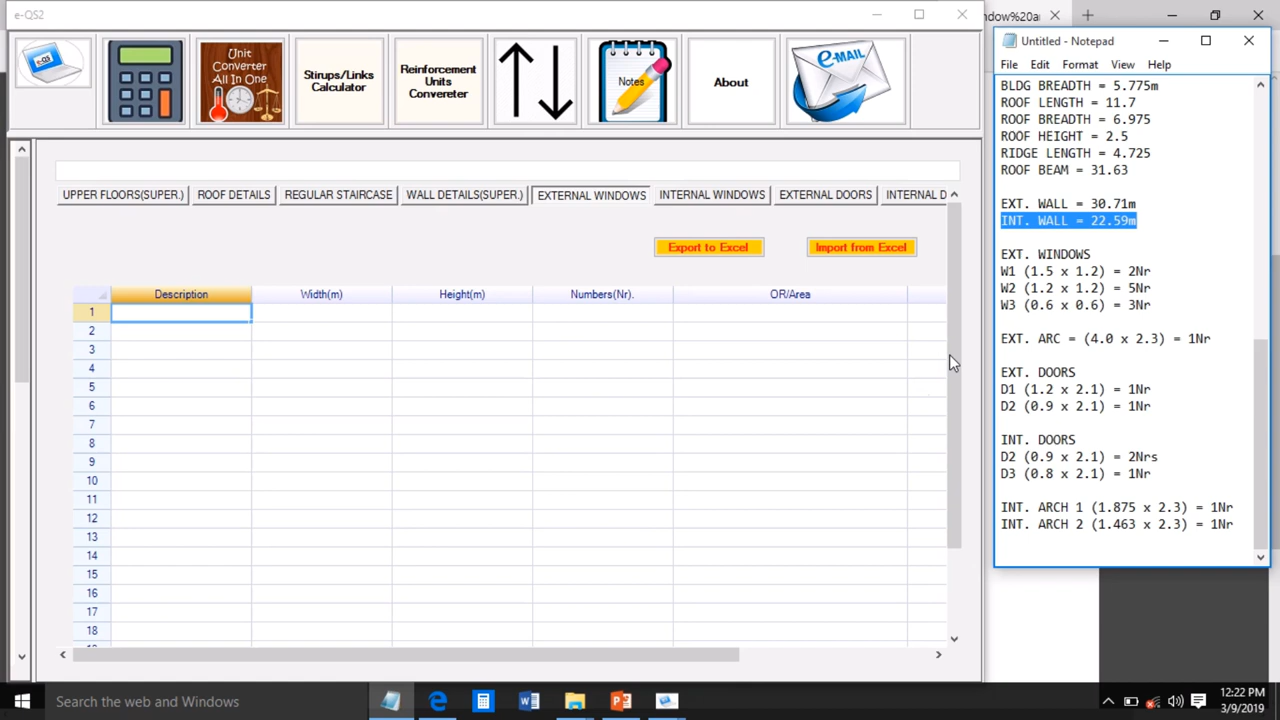 e-QS2
ndow%20a
Untitled - Notepad
File Edit Format View Help
e-QS
Unit
Converter
All In One
Stirups/Links
Calculator
Reinforcement
Units
Convereter
Notes
About
e-MAIL
BLDG BREADTH = 5.775m
ROOF LENGTH = 11.7
ROOF BREADTH = 6.975
ROOF HEIGHT = 2.5
RIDGE LENGTH = 4.725
ROOF BEAM = 31.63
EXT. WALL = 30.71m
INT. WALL = 22.59m
EXT. WINDOWS
W1 (1.5 x 1.2) = 2Nr
W2 (1.2 x 1.2) = 5Nr
W3 (0.6 x 0.6) = 3Nr
EXT. ARC = (4.0 x 2.3) = 1Nr
EXT. DOORS
D1 (1.2 x 2.1) = 1Nr
D2 (0.9 x 2.1) = 1Nr
INT. DOORS
D2 (0.9 x 2.1) = 2Nrs
D3 (0.8 x 2.1) = 1Nr
INT. ARCH 1 (1.875 x 2.3) = 1Nr
INT. ARCH 2 (1.463 x 2.3) = 1Nr
UPPER FLOORS(SUPER.) ROOF DETAILS REGULAR STAIRCASE WALL DETAILS(SUPER.) EXTERNAL WINDOWS INTERNAL WINDOWS EXTERNAL DOORS INTERNAL D
Export to Excel Import from Excel
Description Width(m) Height(m) Numbers(Nr). OR/Area
1
2
3
4
5
6
7
8
9
10
11
12
13
14
15
16
17
18
Search the web and Windows
12:22 PM
3/9/2019